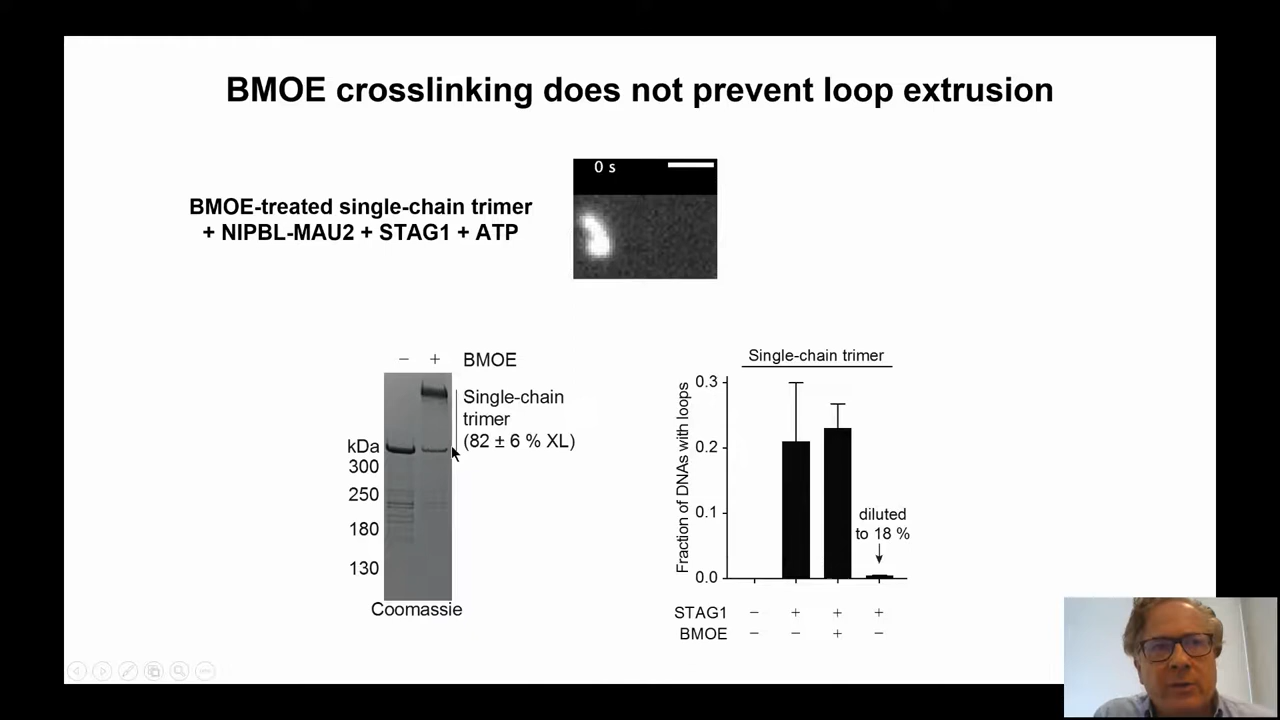 BMOE crosslinking does not prevent loop extrusion
0 s
BMOE-treated single-chain trimer
+ NIPBL-MAU2 + STAG1 + ATP
− + BMOE
Single-chain
trimer
(82 ± 6 % XL)
kDa
300
250
180
130
Coomassie
Single-chain trimer
Fraction of DNAs with loops
0.3
0.2
0.1
0.0
diluted
to 18 %
STAG1 − + + +
BMOE − − + −